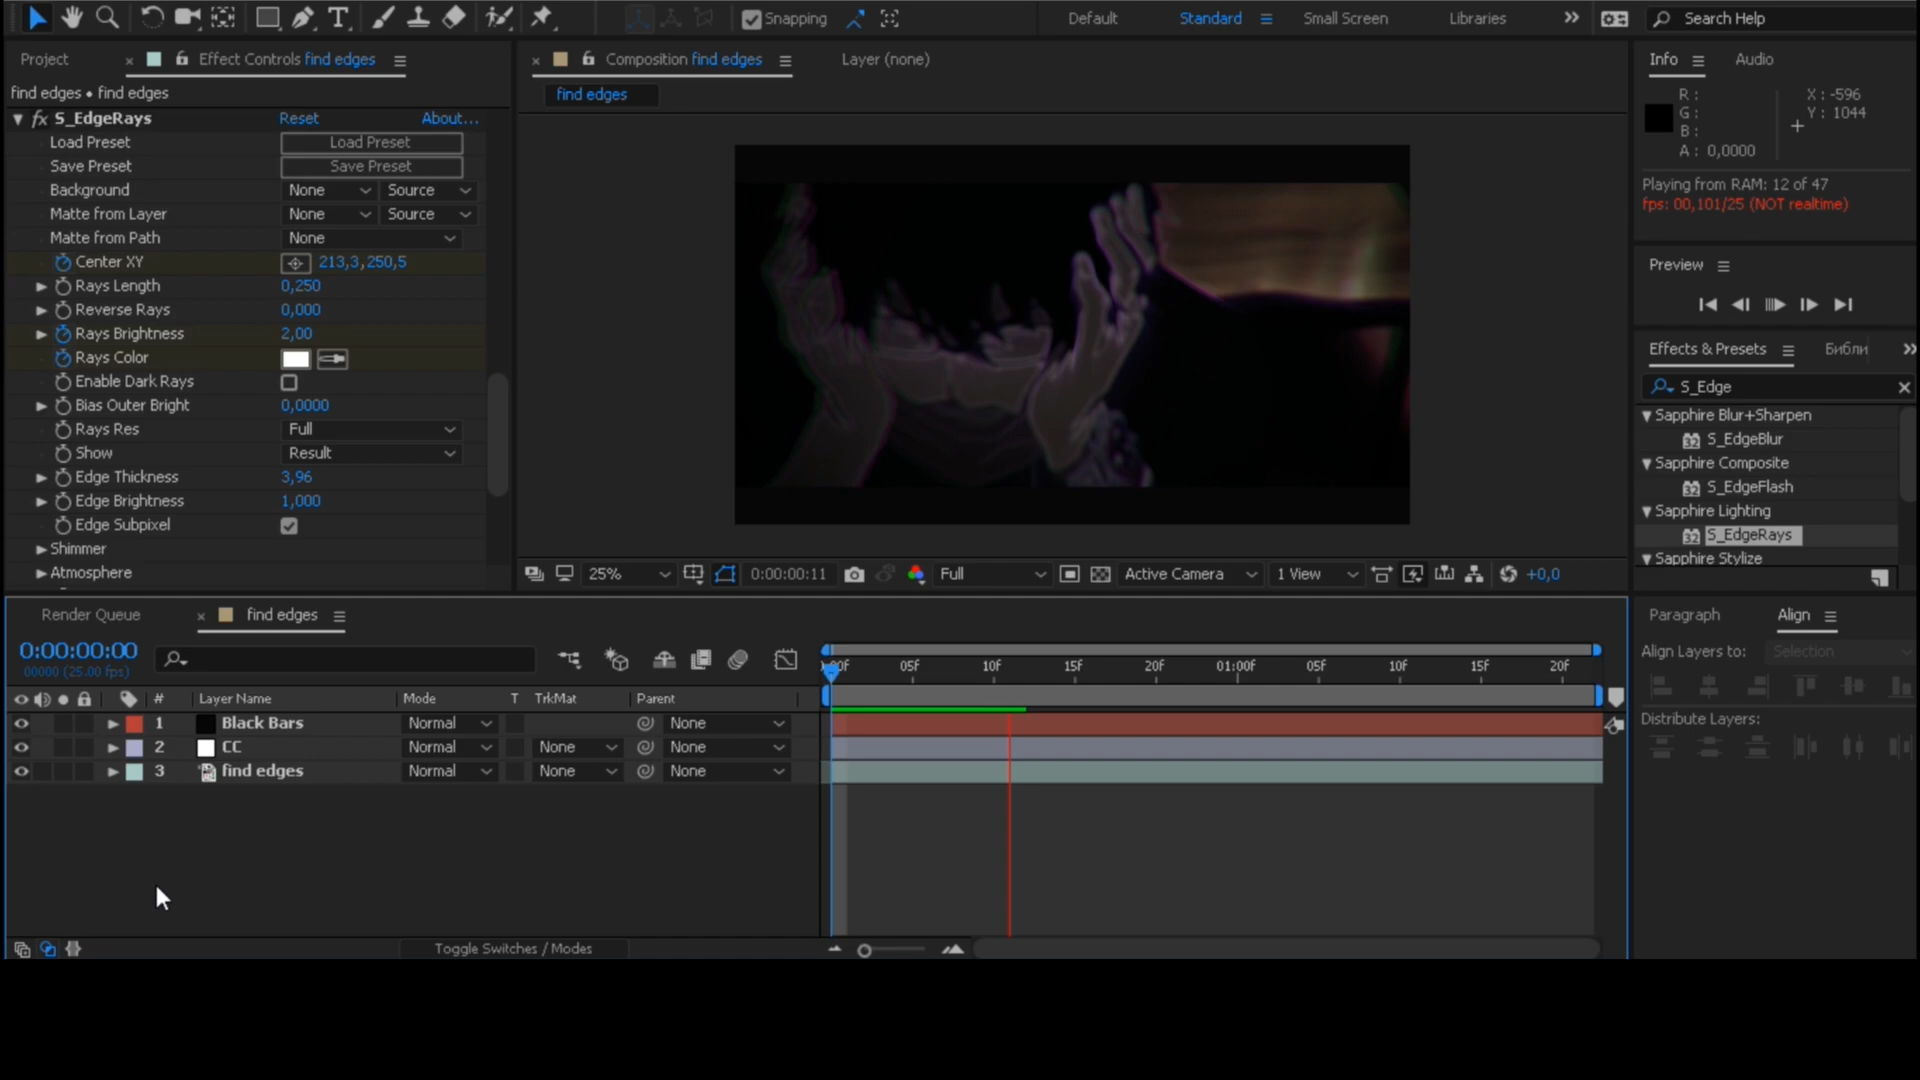 Snapping
Default
Standard
Small Screen
Libraries
Search Help
Project
Effect Controls find edges
Composition find edges
Layer (none)
Info
Audio
find edges • find edges
find edges
fx S_EdgeRays Reset About...
Load Preset Load Preset
Save Preset Save Preset
Background None Source
Matte from Layer None Source
Matte from Path None
Center XY 213,3,250,5
Rays Length 0,250
Reverse Rays 0,000
Rays Brightness 2,00
Rays Color
Enable Dark Rays
Bias Outer Bright 0,0000
Rays Res Full
Show Result
Edge Thickness 3,96
Edge Brightness 1,000
Edge Subpixel
Shimmer
Atmosphere
R :
G :
B :
A : 0,0000
X : -596
Y : 1044
Playing from RAM: 12 of 47
fps: 00,101/25 (NOT realtime)
Preview
Effects & Presets
Библи
S_Edge
Sapphire Blur+Sharpen
32 S_EdgeBlur
Sapphire Composite
32 S_EdgeFlash
Sapphire Lighting
32 S_EdgeRays
Sapphire Stylize
25% 0:00:00:11 Full Active Camera 1 View +0,0
Render Queue
find edges
0:00:00:00
00000 (25.00 fps)
05f 10f 15f 20f 01:00f 05f 10f 15f 20f
# Layer Name Mode T TrkMat Parent
1 Black Bars Normal None
2 CC Normal None None
3 find edges Normal None None
Toggle Switches / Modes
Paragraph
Align
Align Layers to: Selection
Distribute Layers: